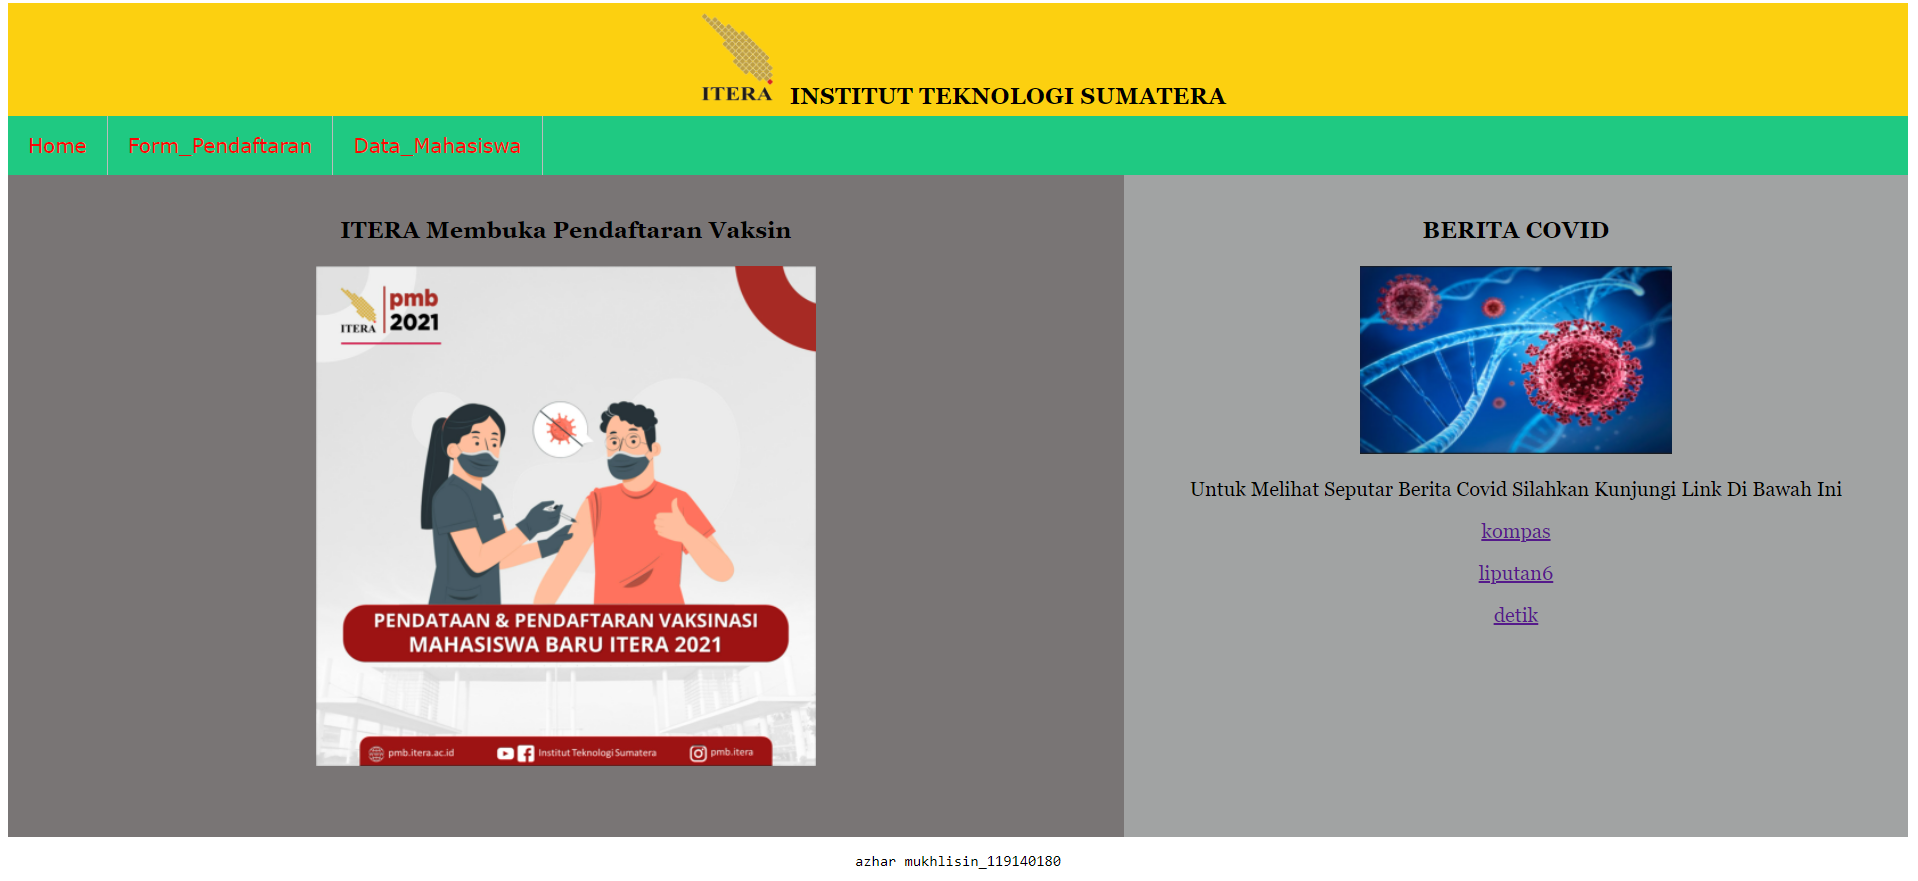 ITERA
INSTITUT TEKNOLOGI SUMATERA
Home
Form_Pendaftaran
Data_Mahasiswa
ITERA Membuka Pendaftaran Vaksin
ITERA
pmb
2021
PENDATAAN & PENDAFTARAN VAKSINASI
MAHASISWA BARU ITERA 2021
pmb.itera.ac.id
Institut Teknologi Sumatera
pmb.itera
BERITA COVID
Untuk Melihat Seputar Berita Covid Silahkan Kunjungi Link Di Bawah Ini
kompas
liputan6
detik
azhar mukhlisin_119140180